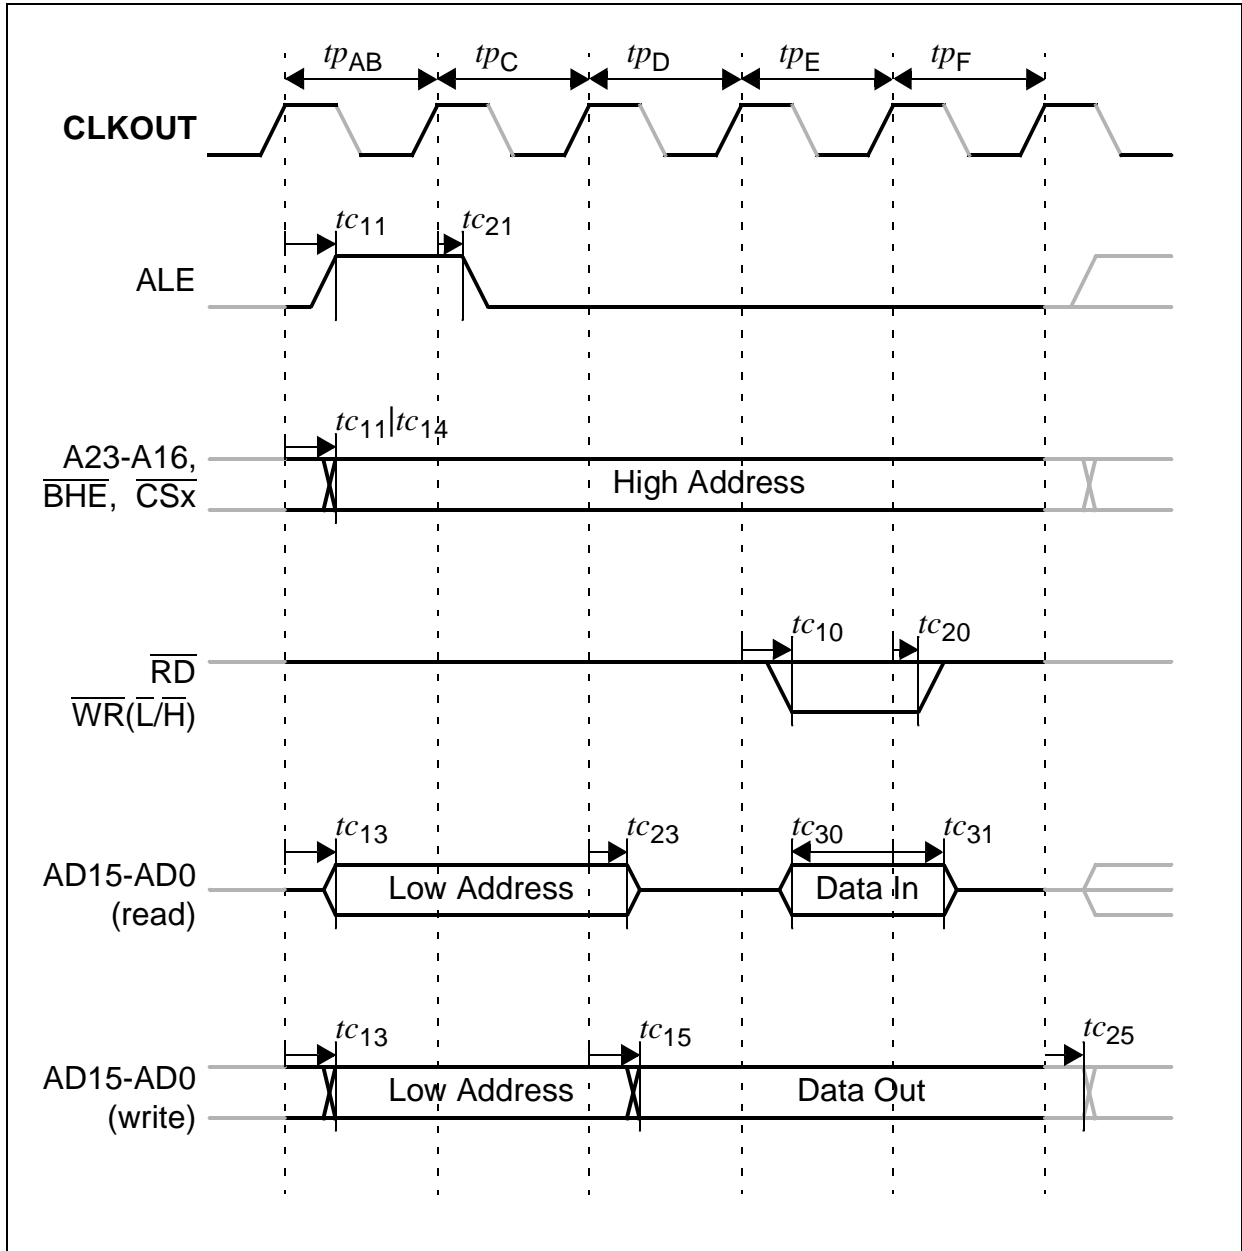 tpAB tpC tpD tpE tpF
CLKOUT
tc11 tc21
ALE
tc11|tc14
A23-A16,
BHE, CSx
High Address
tc10 tc20
RD
WR(L/H)
tc13 tc23 tc30 tc31
AD15-AD0
(read)
Low Address Data In
tc13 tc15 tc25
AD15-AD0
(write)
Low Address Data Out